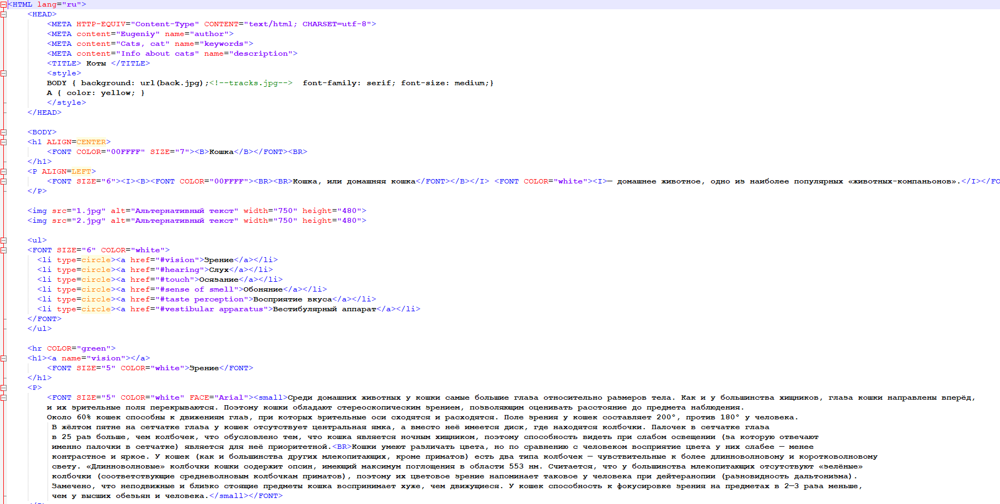 <HTML lang="ru">
<HEAD>
<META HTTP-EQUIV="Content-Type" CONTENT="text/html; CHARSET=utf-8">
<META content="Eugeniy" name="author">
<META content="Cats, cat" name="keywords">
<META content="Info about cats" name="description">
<TITLE> Коты </TITLE>
<style>
BODY { background: url(back.jpg);<!--tracks.jpg-->  font-family: serif; font-size: medium;}
A { color: yellow; }
</style>
</HEAD>
<BODY>
<h1 ALIGN=CENTER>
<FONT COLOR="00FFFF" SIZE="7"><B>Кошка</B></FONT><BR>
</h1>
<P ALIGN=LEFT>
<FONT SIZE="6"><I><B><FONT COLOR="00FFFF"><BR><BR>Кошка, или домашняя кошка</FONT></B></I> <FONT COLOR="white"><I>— домашнее животное, одно из наиболее популярных «животных-компаньонов».</I></FO
</P>
<img src="1.jpg" alt="Альтернативный текст" width="750" height="480">
<img src="2.jpg" alt="Альтернативный текст" width="750" height="480">
<ul>
<FONT SIZE="6" COLOR="white">
<li type=circle><a href="#vision">Зрение</a></li>
<li type=circle><a href="#hearing">Слух</a></li>
<li type=circle><a href="#touch">Осязание</a></li>
<li type=circle><a href="#sense of smell">Обоняние</a></li>
<li type=circle><a href="#taste perception">Восприятие вкуса</a></li>
<li type=circle><a href="#vestibular apparatus">Вестибулярный аппарат</a></li>
</FONT>
</ul>
<hr COLOR="green">
<h1><a name="vision"></a>
<FONT SIZE="5" COLOR="white">Зрение</FONT>
</h1>
<P>
<FONT SIZE="5" COLOR="white" FACE="Arial"><small>Среди домашних животных у кошки самые большие глаза относительно размеров тела. Как и у большинства хищников, глаза кошки направлены вперёд,
и их зрительные поля перекрываются. Поэтому кошки обладают стереоскопическим зрением, позволяющим оценивать расстояние до предмета наблюдения.
Около 60% кошек способны к движениям глаз, при которых зрительные оси сходятся и расходятся. Поле зрения у кошек составляет 200°, против 180° у человека.
В жёлтом пятне на сетчатке глаза у кошек отсутствует центральная ямка, а вместо неё имеется диск, где находятся колбочки. Палочек в сетчатке глаза
в 25 раз больше, чем колбочек, что обусловлено тем, что кошка является ночным хищником, поэтому способность видеть при слабом освещении (за которую отвечают
именно палочки в сетчатке) является для неё приоритетной.<BR>Кошки умеют различать цвета, но по сравнению с человеком восприятие цвета у них слабее — менее
контрастное и яркое. У кошек (как и большинства других млекопитающих, кроме приматов) есть два типа колбочек — чувствительные к более длинноволновому и коротковолновому
свету. «Длинноволновые» колбочки кошки содержит опсин, имеющий максимум поглощения в области 553 нм. Считается, что у большинства млекопитающих отсутствуют «зелёные»
колбочки (соответствующие средневолновым колбочкам приматов), поэтому их цветовое зрение напоминает таковое у человека при дейтеранопии (разновидность дальтонизма).
Замечено, что неподвижные и близко стоящие предметы кошка воспринимает хуже, чем движущиеся. У кошек способность к фокусировке зрения на предметах в 2—3 раза меньше,
чем у высших обезьян и человека.</small></FONT>